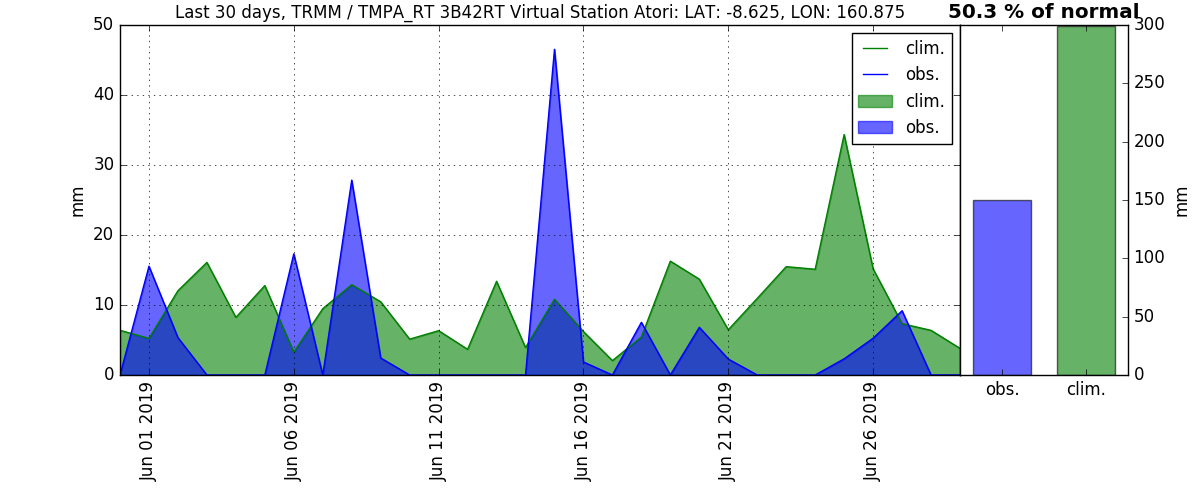 Last 30 days, TRMM / TMPA_RT 3B42RT Virtual Station Atori: LAT: -8.625, LON: 160.875
50.3 % of normal
50
40
30
20
10
0
mm
clim.
obs.
clim.
obs.
Jun 01 2019
Jun 06 2019
Jun 11 2019
Jun 16 2019
Jun 21 2019
Jun 26 2019
300
250
200
150
100
50
0
mm
obs.
clim.